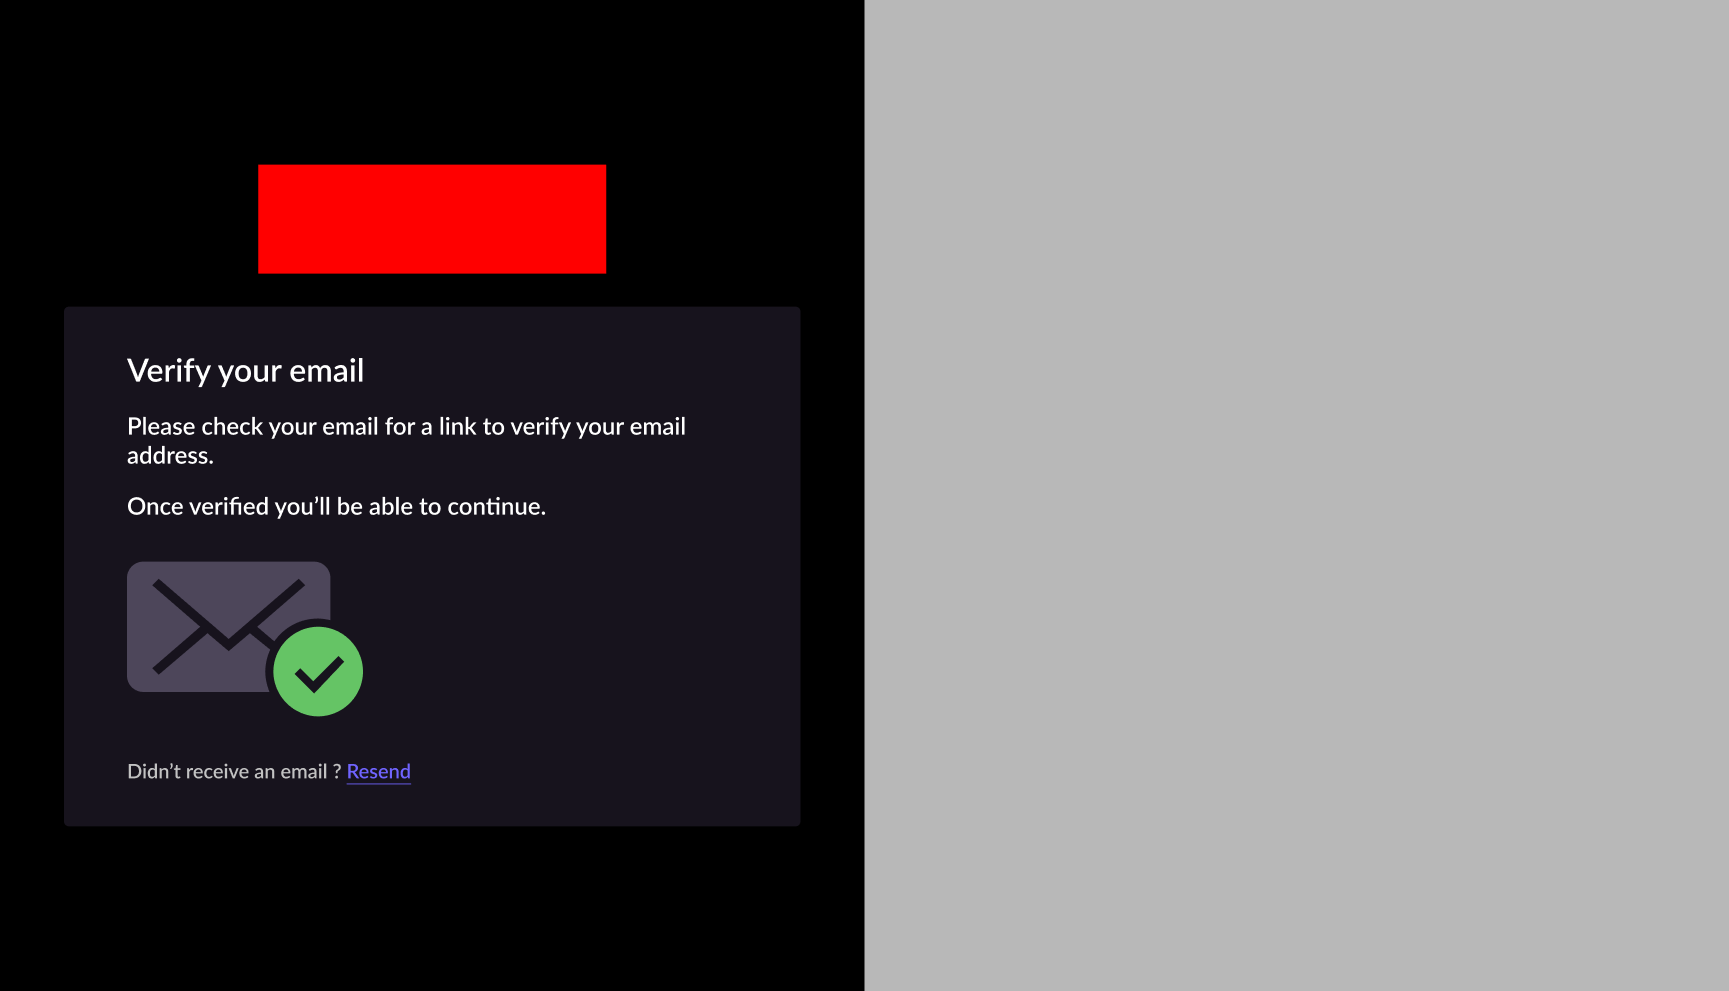 Verify your email
Please check your email for a link to verify your email
address.
Once verified you’ll be able to continue.
Didn’t receive an email ? Resend